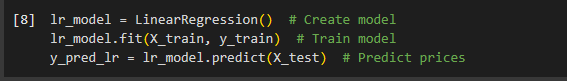 [8] lr_model = LinearRegression()  # Create model
lr_model.fit(X_train, y_train)  # Train model
y_pred_lr = lr_model.predict(X_test)  # Predict prices